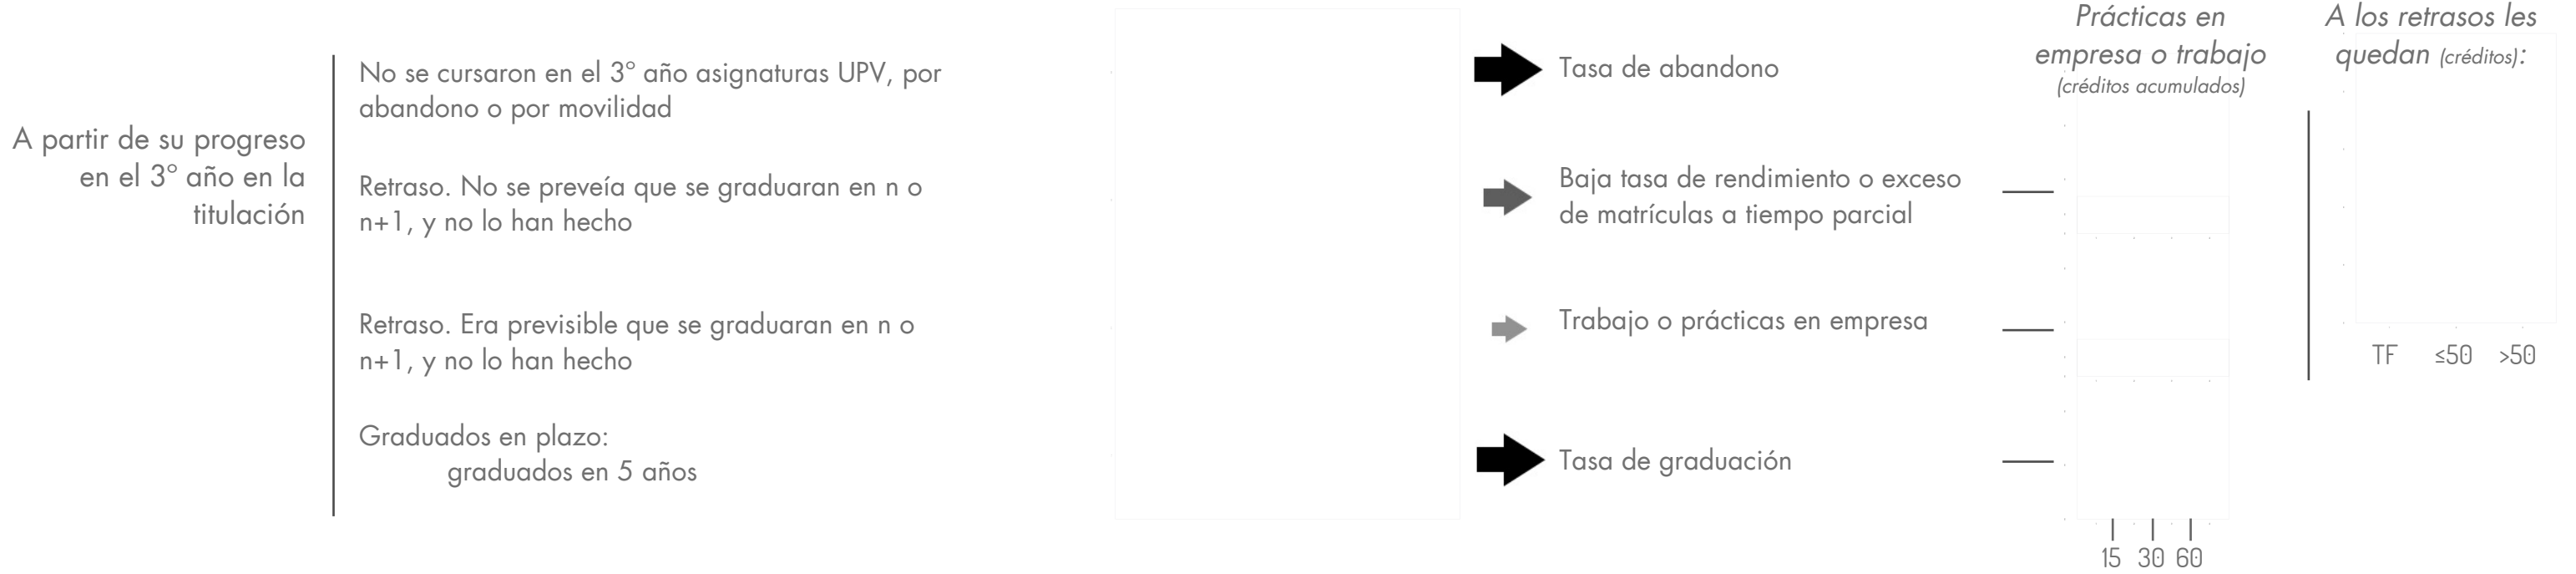 A partir de su progreso
en el 3º año en la
titulación
No se cursaron en el 3º año asignaturas UPV, por
abandono o por movilidad
Retraso. No se preveía que se graduaran en n o
n+1, y no lo han hecho
Retraso. Era previsible que se graduaran en n o
n+1, y no lo han hecho
Graduados en plazo:
graduados en 5 años
Tasa de abandono
Baja tasa de rendimiento o exceso
de matrículas a tiempo parcial
Trabajo o prácticas en empresa
Tasa de graduación
Prácticas en
empresa o trabajo
(créditos acumulados)
15 30 60
A los retrasos les
quedan (créditos):
TF ≤50 >50